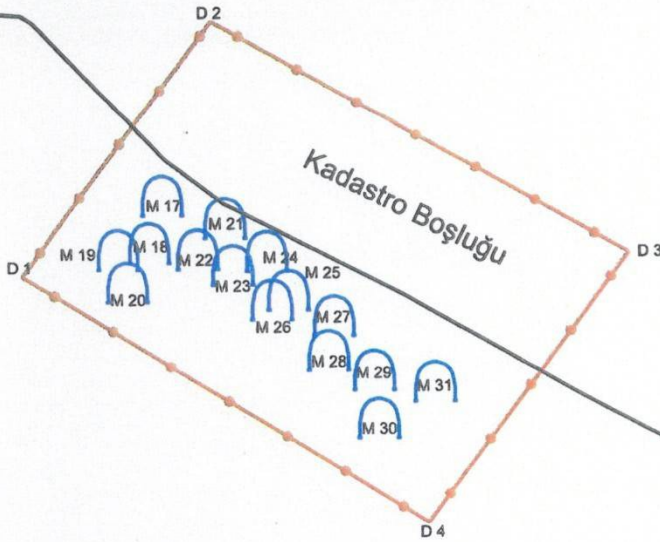 D 2
D 3
Kadastro Boşluğu
M 17
M 21
M 18
M 19
M 22
M 24
D 1
M 23
M 25
M 20
M 26
M 27
M 28
M 29
M 31
M 30
D 4